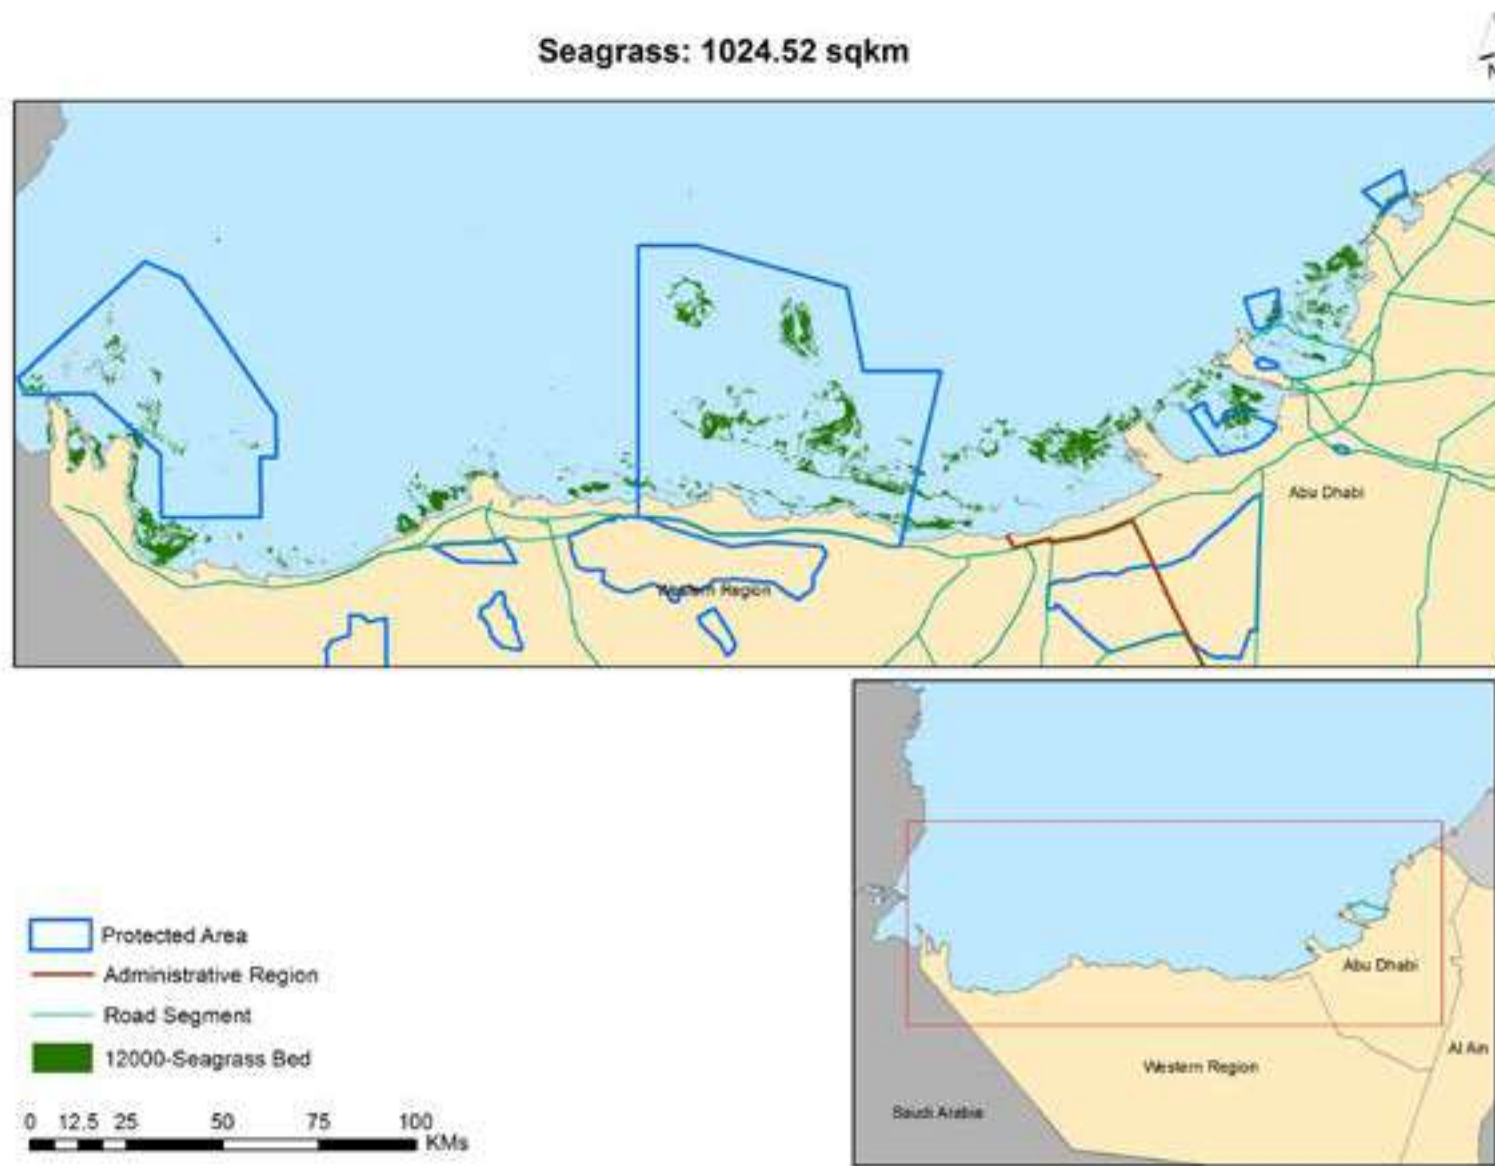 Seagrass: 1024.52 sqkm
N
Abu Dhabi
Western Region
Protected Area
Administrative Region
Road Segment
12000-Seagrass Bed
0 12.5 25 50 75 100
KMs
Abu Dhabi
Al Ain
Western Region
Saudi Arabia